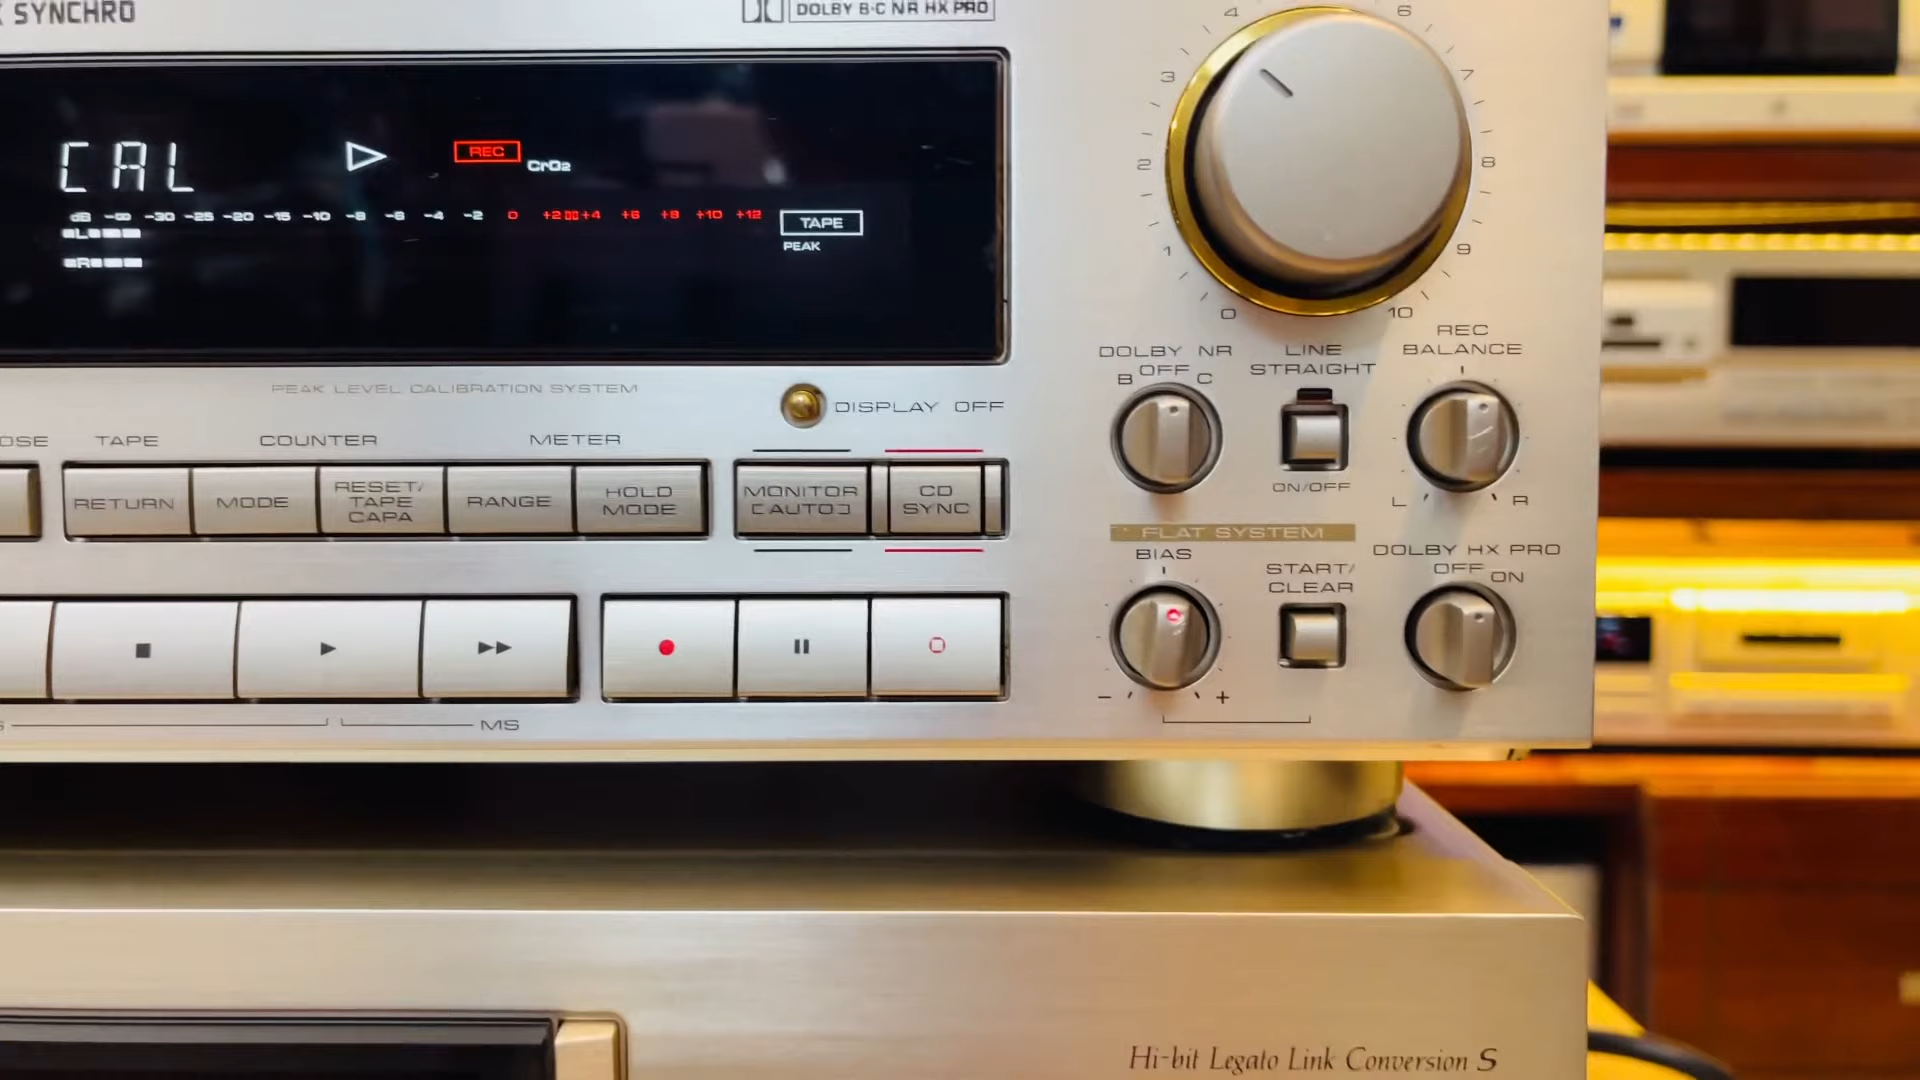 SYNCHRO
DOLBY B·C NR HX PRO
CAL
REC
CrO2
dB -∞ -30 -25 -20 -15 -10 -8 -6 -4 -2 0 +2 +4 +6 +8 +10 +12
L
R
TAPE
PEAK
4 6
3 7
2 8
1 9
0 10
PEAK LEVEL CALIBRATION SYSTEM
DISPLAY OFF
TAPE COUNTER METER
RETURN
MODE
RESET/
TAPE
CAPA
RANGE
HOLD
MODE
MONITOR
[AUTO]
CD
SYNC
DOLBY NR
B OFF C
LINE
STRAIGHT
ON/OFF
REC
BALANCE
L R
FLAT SYSTEM
BIAS
- +
START/
CLEAR
DOLBY HX PRO
OFF ON
MS
Hi-bit Legato Link Conversion S